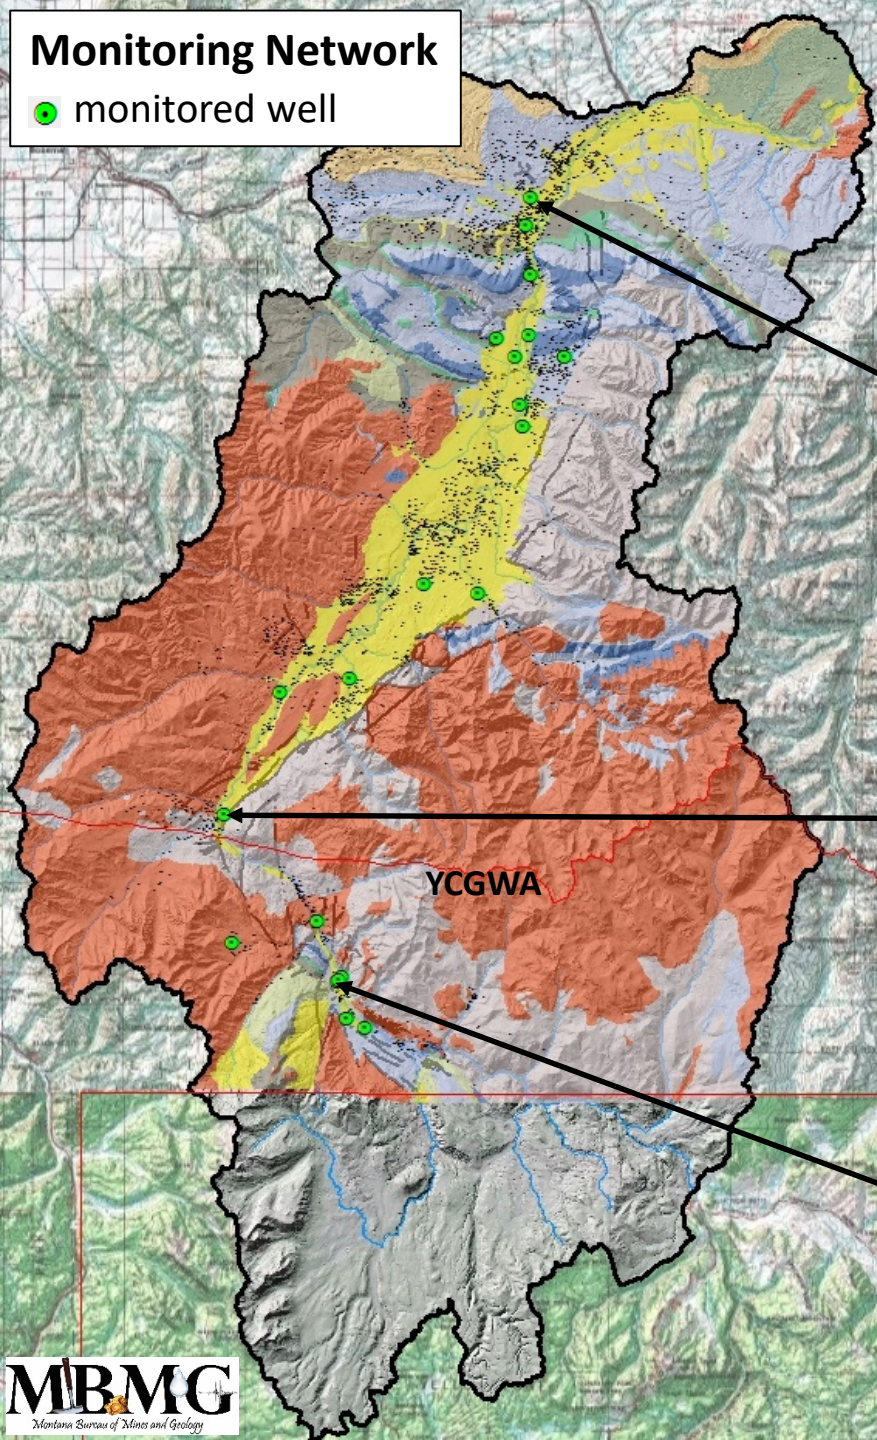 Monitoring Network
monitored well
YCGWA
MBMG
Montana Bureau of Mines and Geology